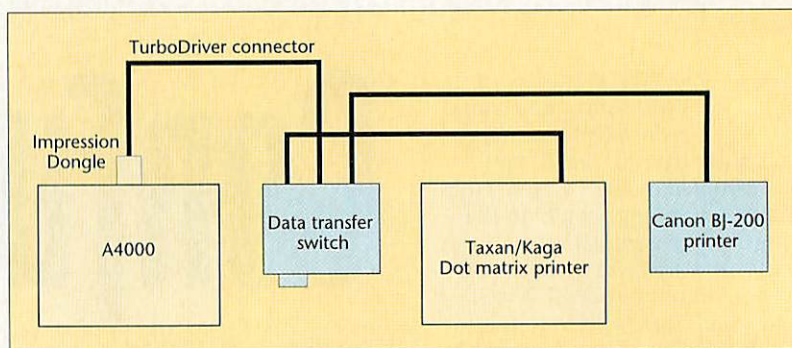 TurboDriver connector
Impression
Dongle
A4000
Data transfer
switch
Taxan/Kaga
Dot matrix printer
Canon BJ-200
printer